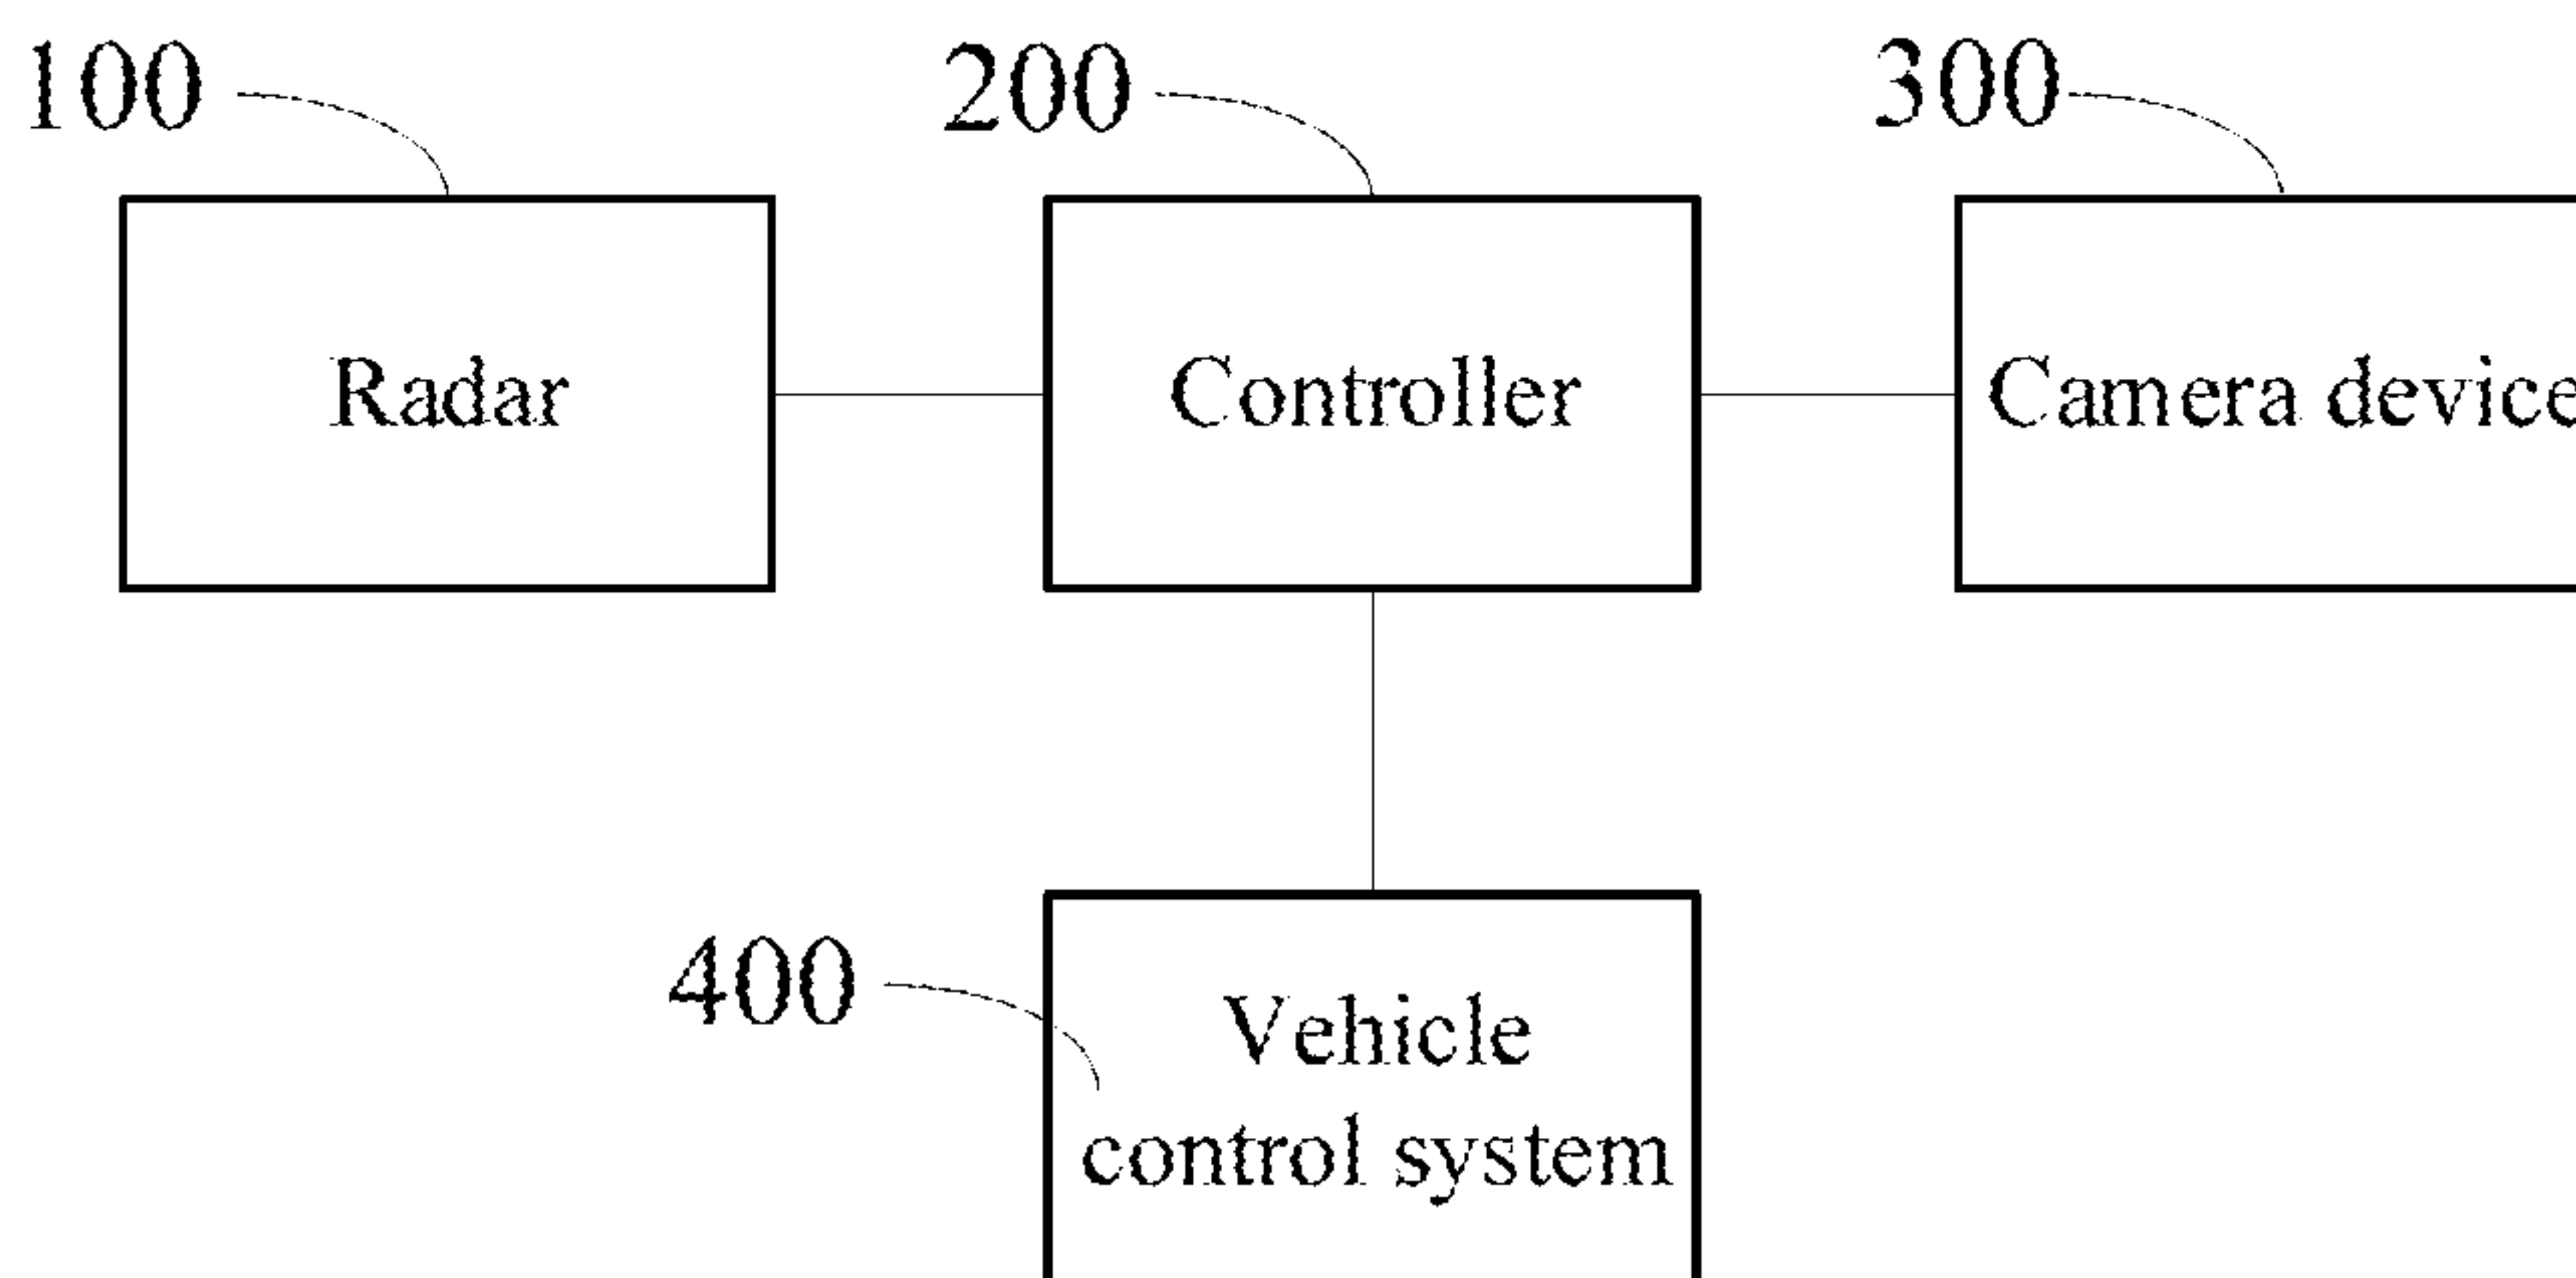 100
200
300
Radar
Controller
Camera device
400
Vehicle
control system